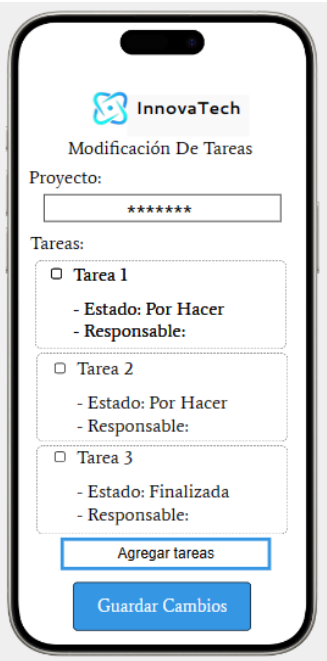 InnovaTech
Modificación De Tareas
Proyecto:
*******
Tareas:
Tarea 1
- Estado: Por Hacer
- Responsable:
Tarea 2
- Estado: Por Hacer
- Responsable:
Tarea 3
- Estado: Finalizada
- Responsable:
Agregar tareas
Guardar Cambios